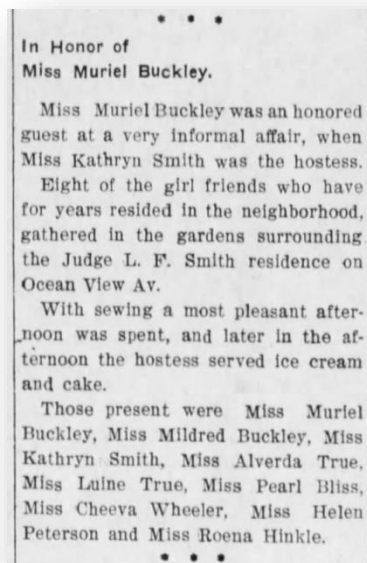 * * *
In Honor of
Miss Muriel Buckley.
Miss Muriel Buckley was an honored
guest at a very informal affair, when
Miss Kathryn Smith was the hostess.
Eight of the girl friends who have
for years resided in the neighborhood,
gathered in the gardens surrounding
the Judge L. F. Smith residence on
Ocean View Av.
With sewing a most pleasant after-
noon was spent, and later in the af-
ternoon the hostess served ice cream
and cake.
Those present were Miss Muriel
Buckley, Miss Mildred Buckley, Miss
Kathryn Smith, Miss Alverda True,
Miss Luine True, Miss Pearl Bliss,
Miss Cheeva Wheeler, Miss Helen
Peterson and Miss Roena Hinkle.
* * *